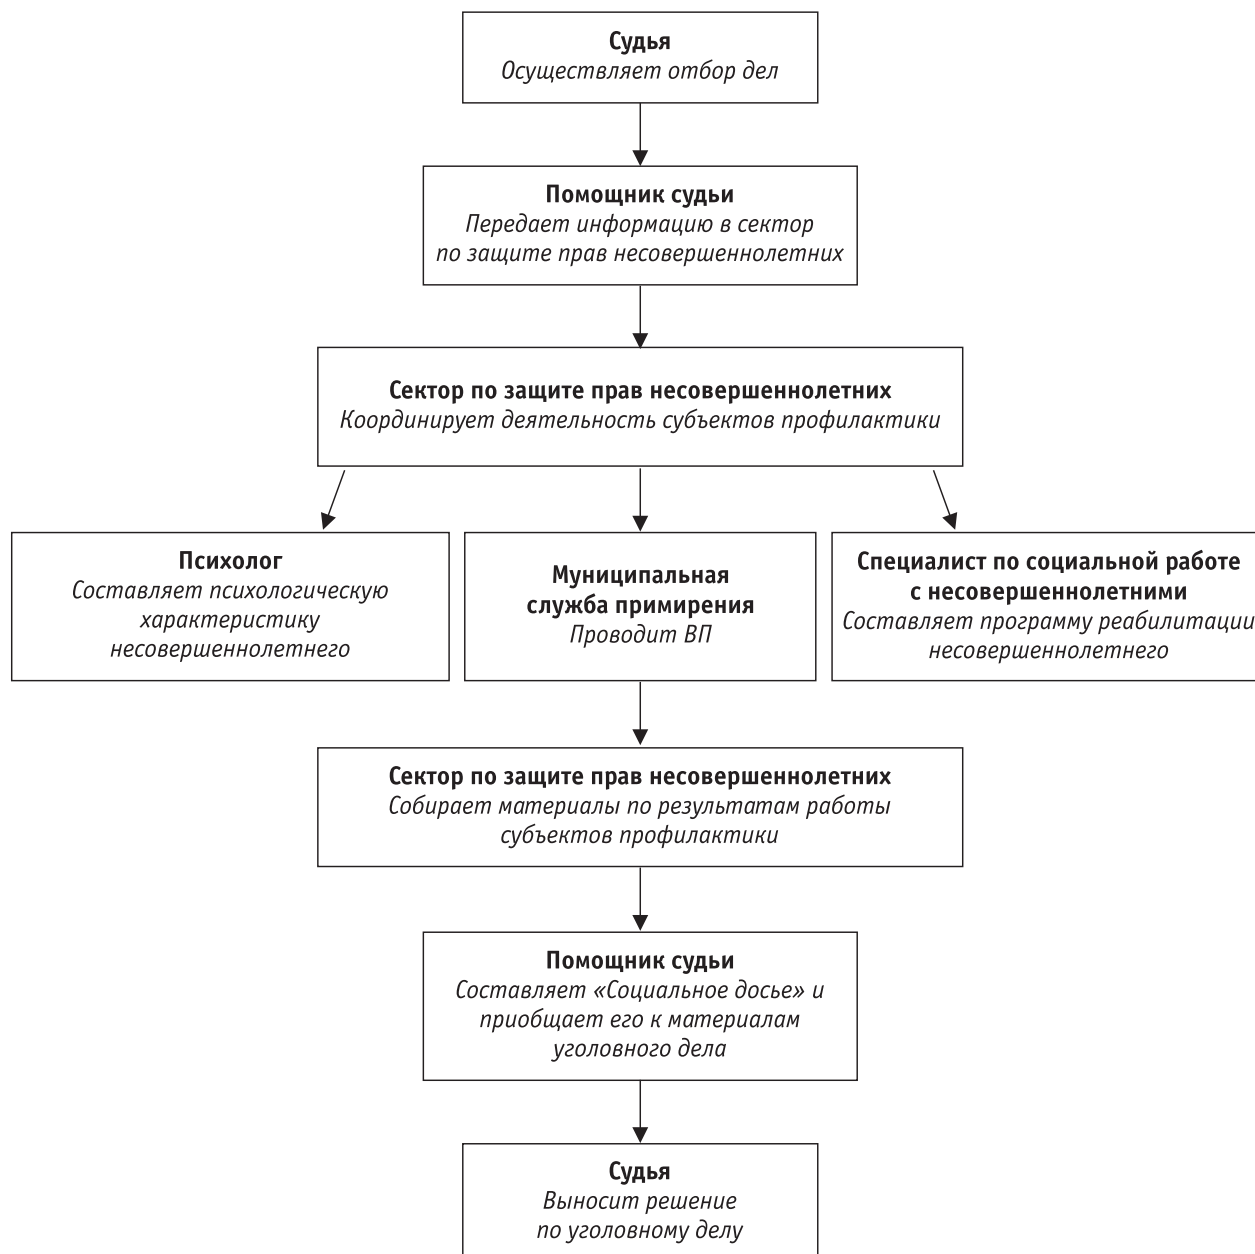 Судья
Осуществляет отбор дел
Помощник судьи
Передает информацию в сектор
по защите прав несовершеннолетних
Сектор по защите прав несовершеннолетних
Координирует деятельность субъектов профилактики
Психолог
Составляет психологическую
характеристику
несовершеннолетнего
Муниципальная
служба примирения
Проводит ВП
Специалист по социальной работе
с несовершеннолетними
Составляет программу реабилитации
несовершеннолетнего
Сектор по защите прав несовершеннолетних
Собирает материалы по результатам работы
субъектов профилактики
Помощник судьи
Составляет «Социальное досье» и
приобщает его к материалам
уголовного дела
Судья
Выносит решение
по уголовному делу